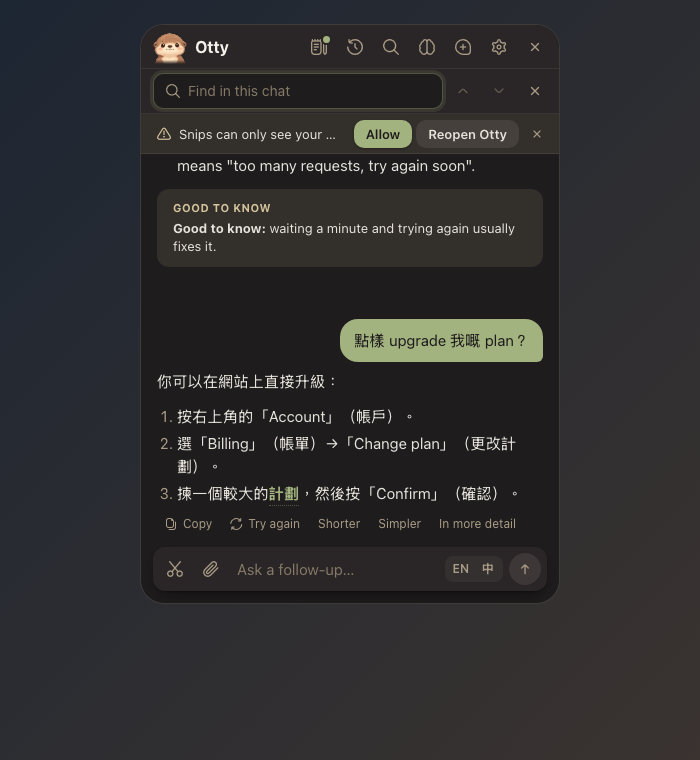 Otty
Find in this chat
Snips can only see your ...
Allow
Reopen Otty
means "too many requests, try again soon".
GOOD TO KNOW
Good to know: waiting a minute and trying again usually
fixes it.
點樣 upgrade 我嘅 plan？
你可以在網站上直接升級：
1. 按右上角的「Account」（帳戶）。
2. 選「Billing」（帳單）→「Change plan」（更改計
劃）。
3. 揀一個較大的計劃，然後按「Confirm」（確認）。
Copy
Try again
Shorter
Simpler
In more detail
Ask a follow-up...
EN 中